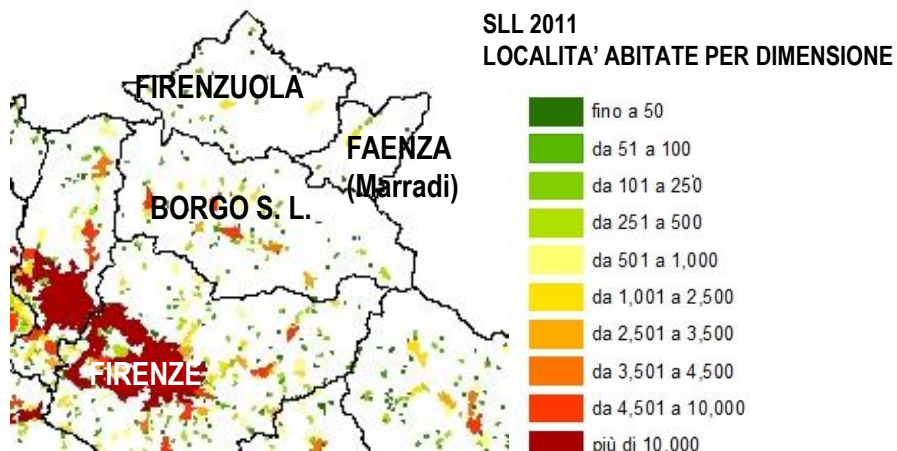 SLL 2011
LOCALITA’ ABITATE PER DIMENSIONE
FIRENZUOLA
FAENZA
(Marradi)
BORGO S. L.
FIRENZE
fino a 50
da 51 a 100
da 101 a 250
da 251 a 500
da 501 a 1,000
da 1,001 a 2,500
da 2,501 a 3,500
da 3,501 a 4,500
da 4,501 a 10,000
più di 10,000